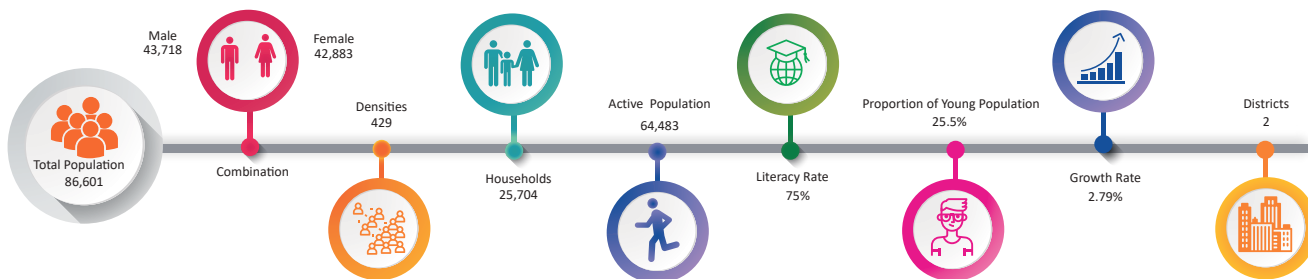 Total Population
86,601
Male
43,718
Female
42,883
Combination
Densities
429
Households
25,704
Active Population
64,483
Literacy Rate
75%
Proportion of Young Population
25.5%
Growth Rate
2.79%
Districts
2